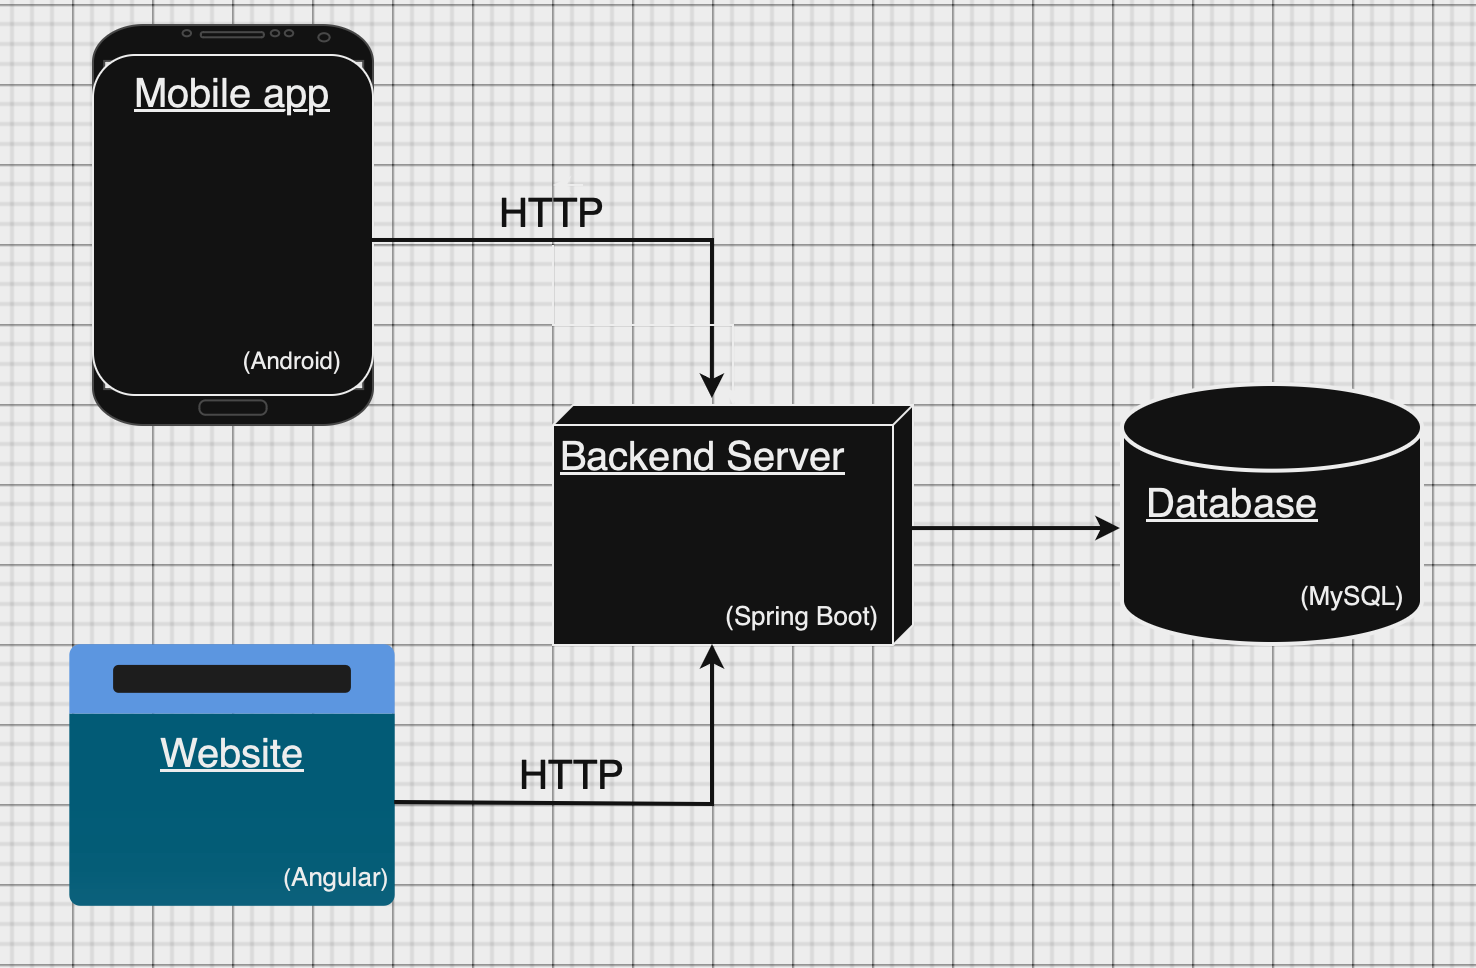 Mobile app
(Android)
HTTP
Backend Server
(Spring Boot)
Database
(MySQL)
Website
(Angular)
HTTP